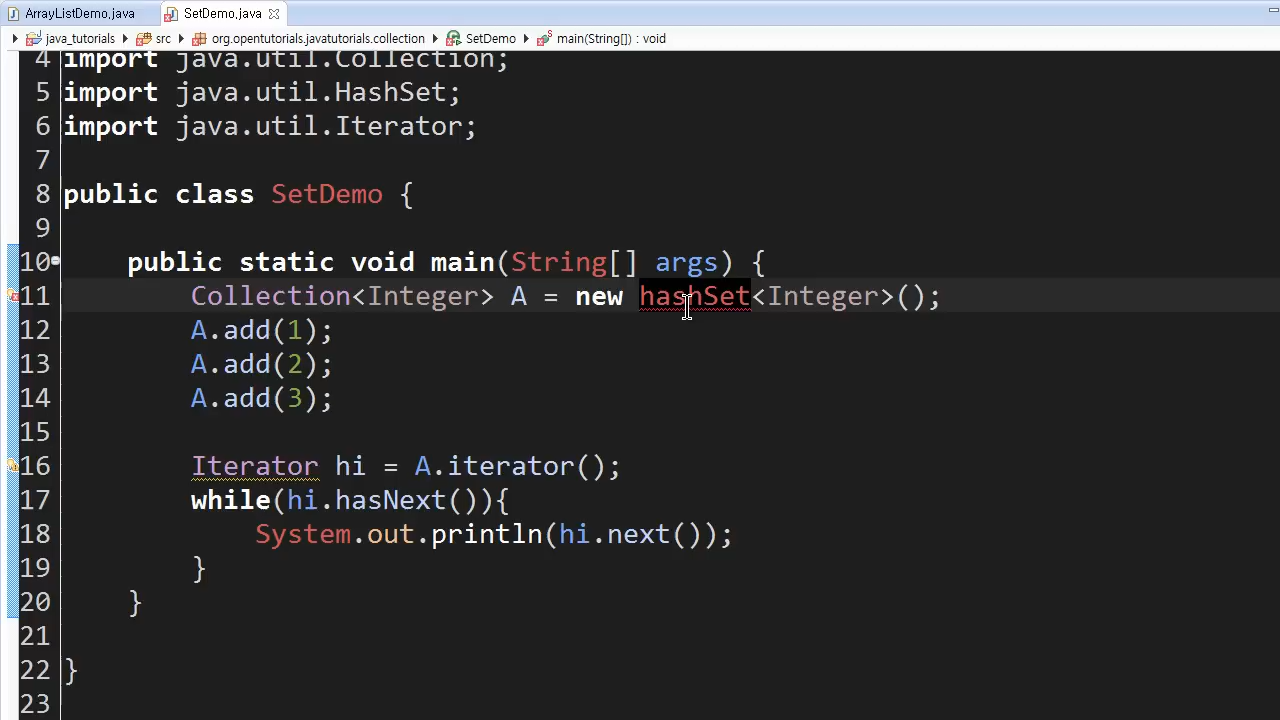 ArrayListDemo.java SetDemo.java
java_tutorials src org.opentutorials.javatutorials.collection SetDemo main(String[]) : void
4 import java.util.Collection;
5 import java.util.HashSet;
6 import java.util.Iterator;
7
8 public class SetDemo {
9
10 public static void main(String[] args) {
11 Collection<Integer> A = new hashSet<Integer>();
12 A.add(1);
13 A.add(2);
14 A.add(3);
15
16 Iterator hi = A.iterator();
17 while(hi.hasNext()){
18 System.out.println(hi.next());
19 }
20 }
21
22 }
23